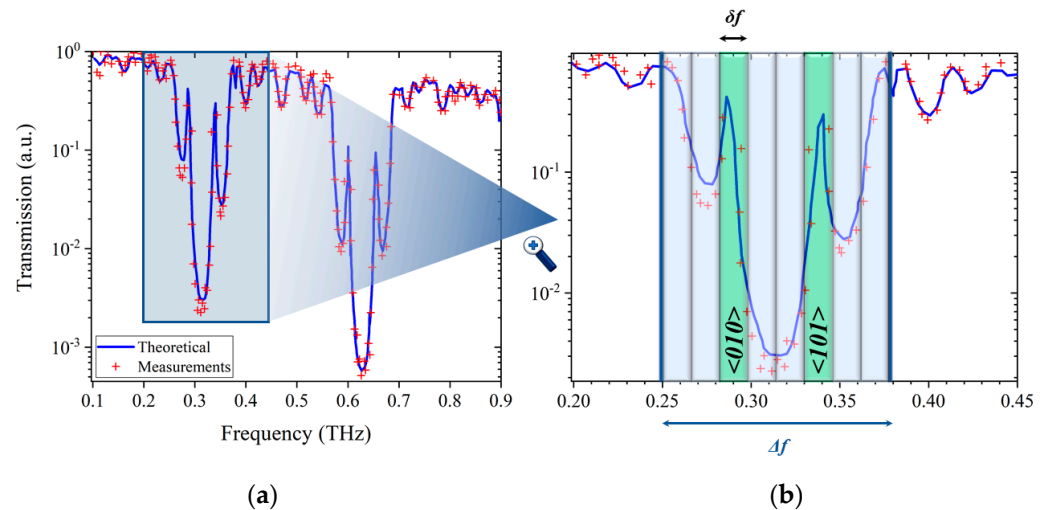 δf
10⁰
10⁻¹
10⁻²
10⁻³
Transmission (a.u.)
Theoretical
Measurements
0.1 0.2 0.3 0.4 0.5 0.6 0.7 0.8 0.9
Frequency (THz)
10⁻¹
10⁻²
<010>
<101>
0.20 0.25 0.30 0.35 0.40 0.45
Δf
(a)
(b)